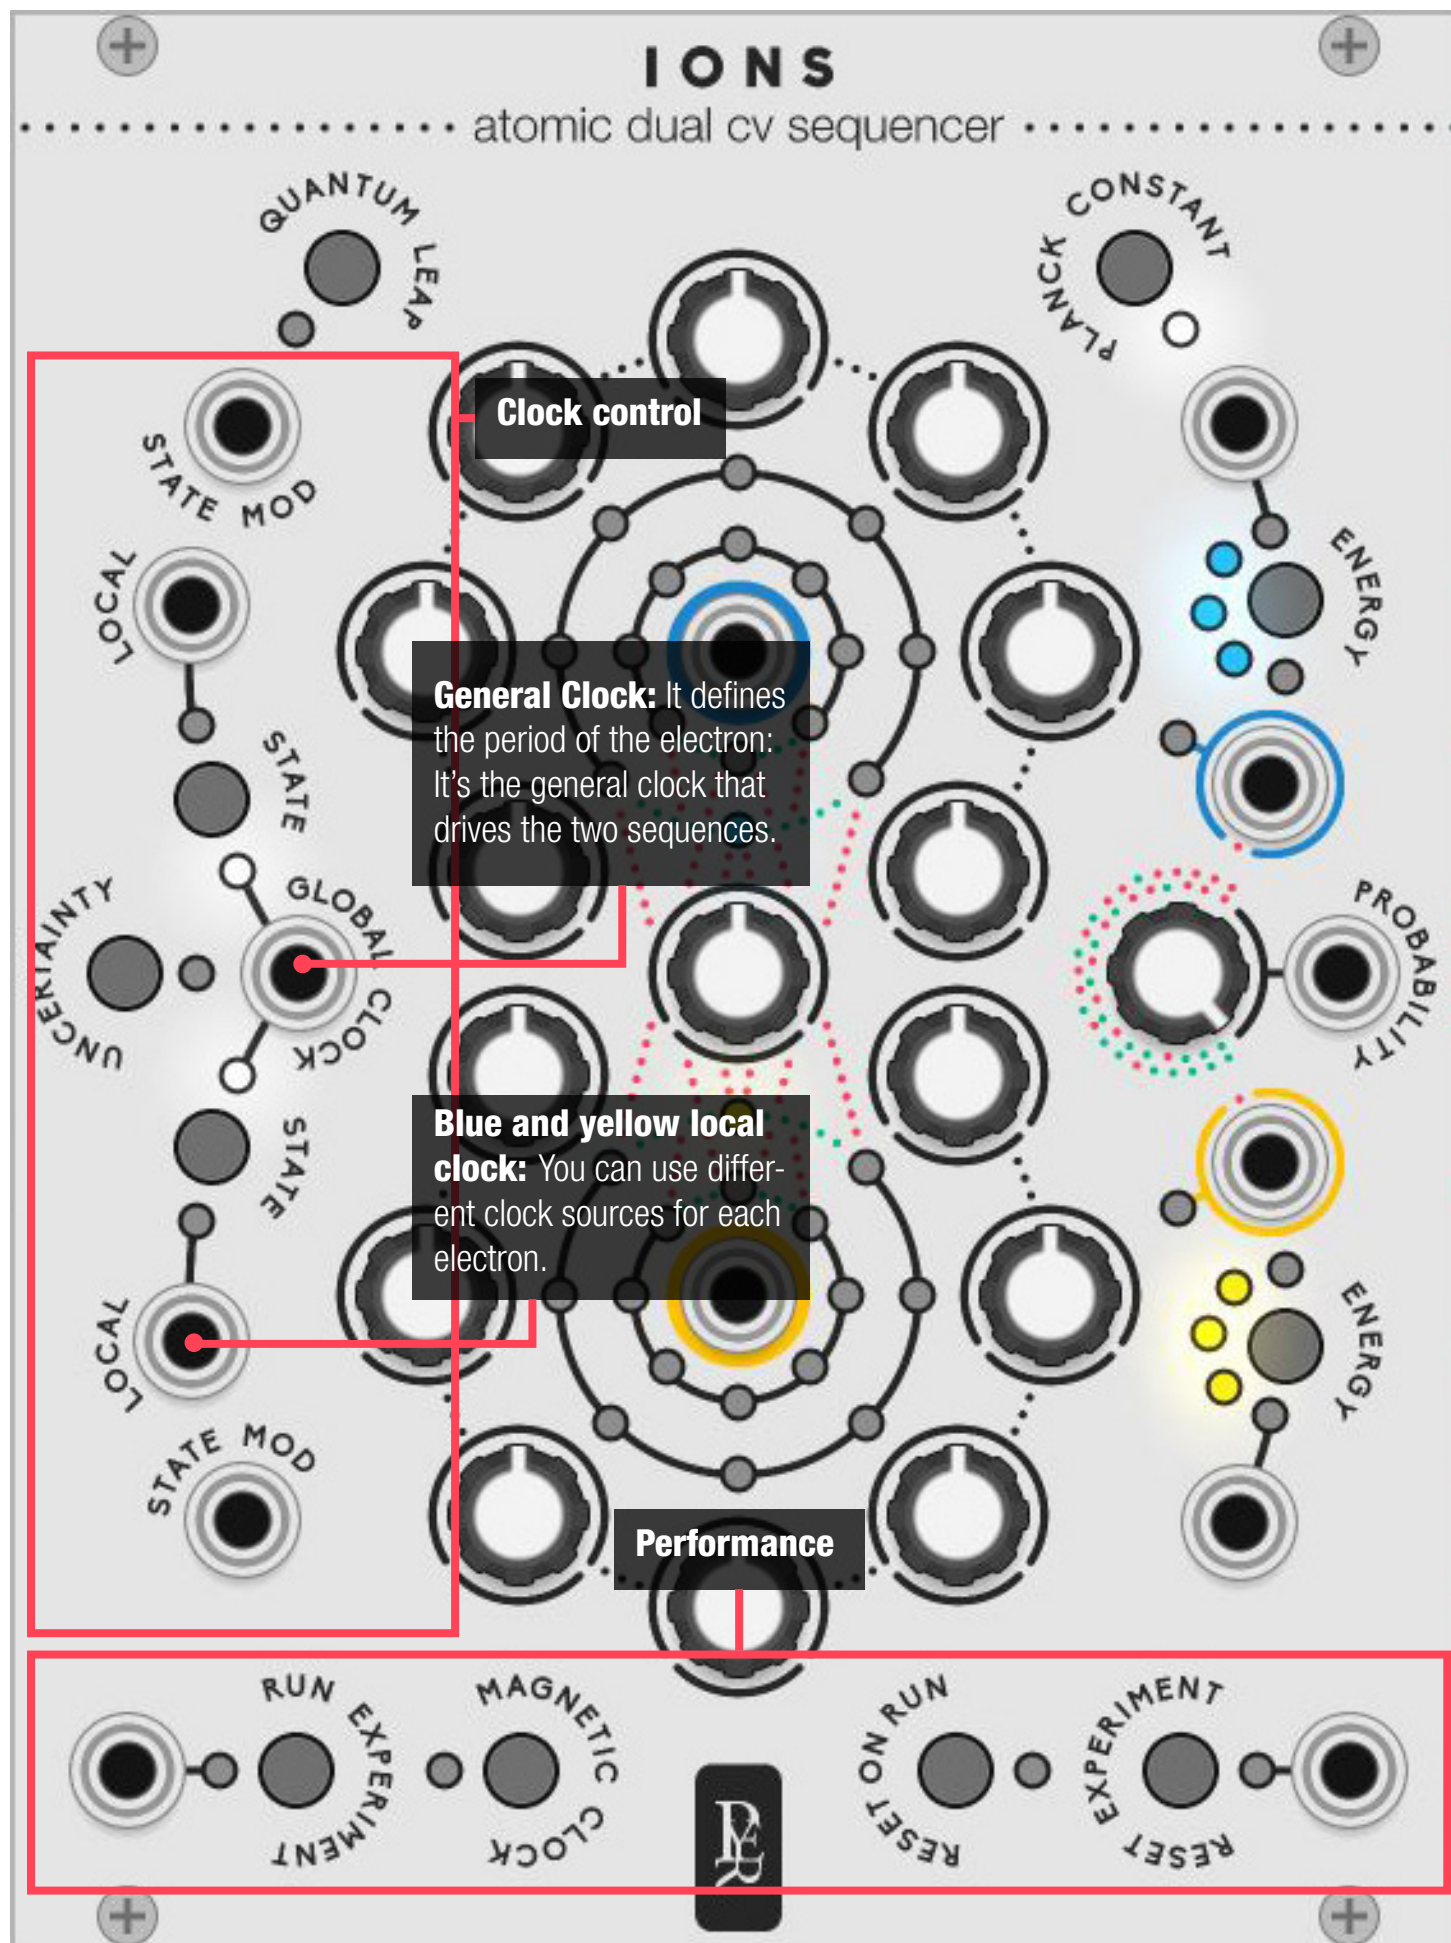 IONS
atomic dual cv sequencer
QUANTUM LEAP
PLANCK CONSTANT
Clock control
STATE MOD
LOCAL
ENERGY
General Clock: It defines
the period of the electron:
It's the general clock that
drives the two sequences.
STATE
UNCERTAINTY
GLOBAL CLOCK
PROBABILITY
Blue and yellow local
clock: You can use differ-
ent clock sources for each
electron.
STATE
LOCAL
ENERGY
STATE MOD
Performance
RUN EXPERIMENT
MAGNETIC CLOCK
RESET ON RUN
RESET EXPERIMENT